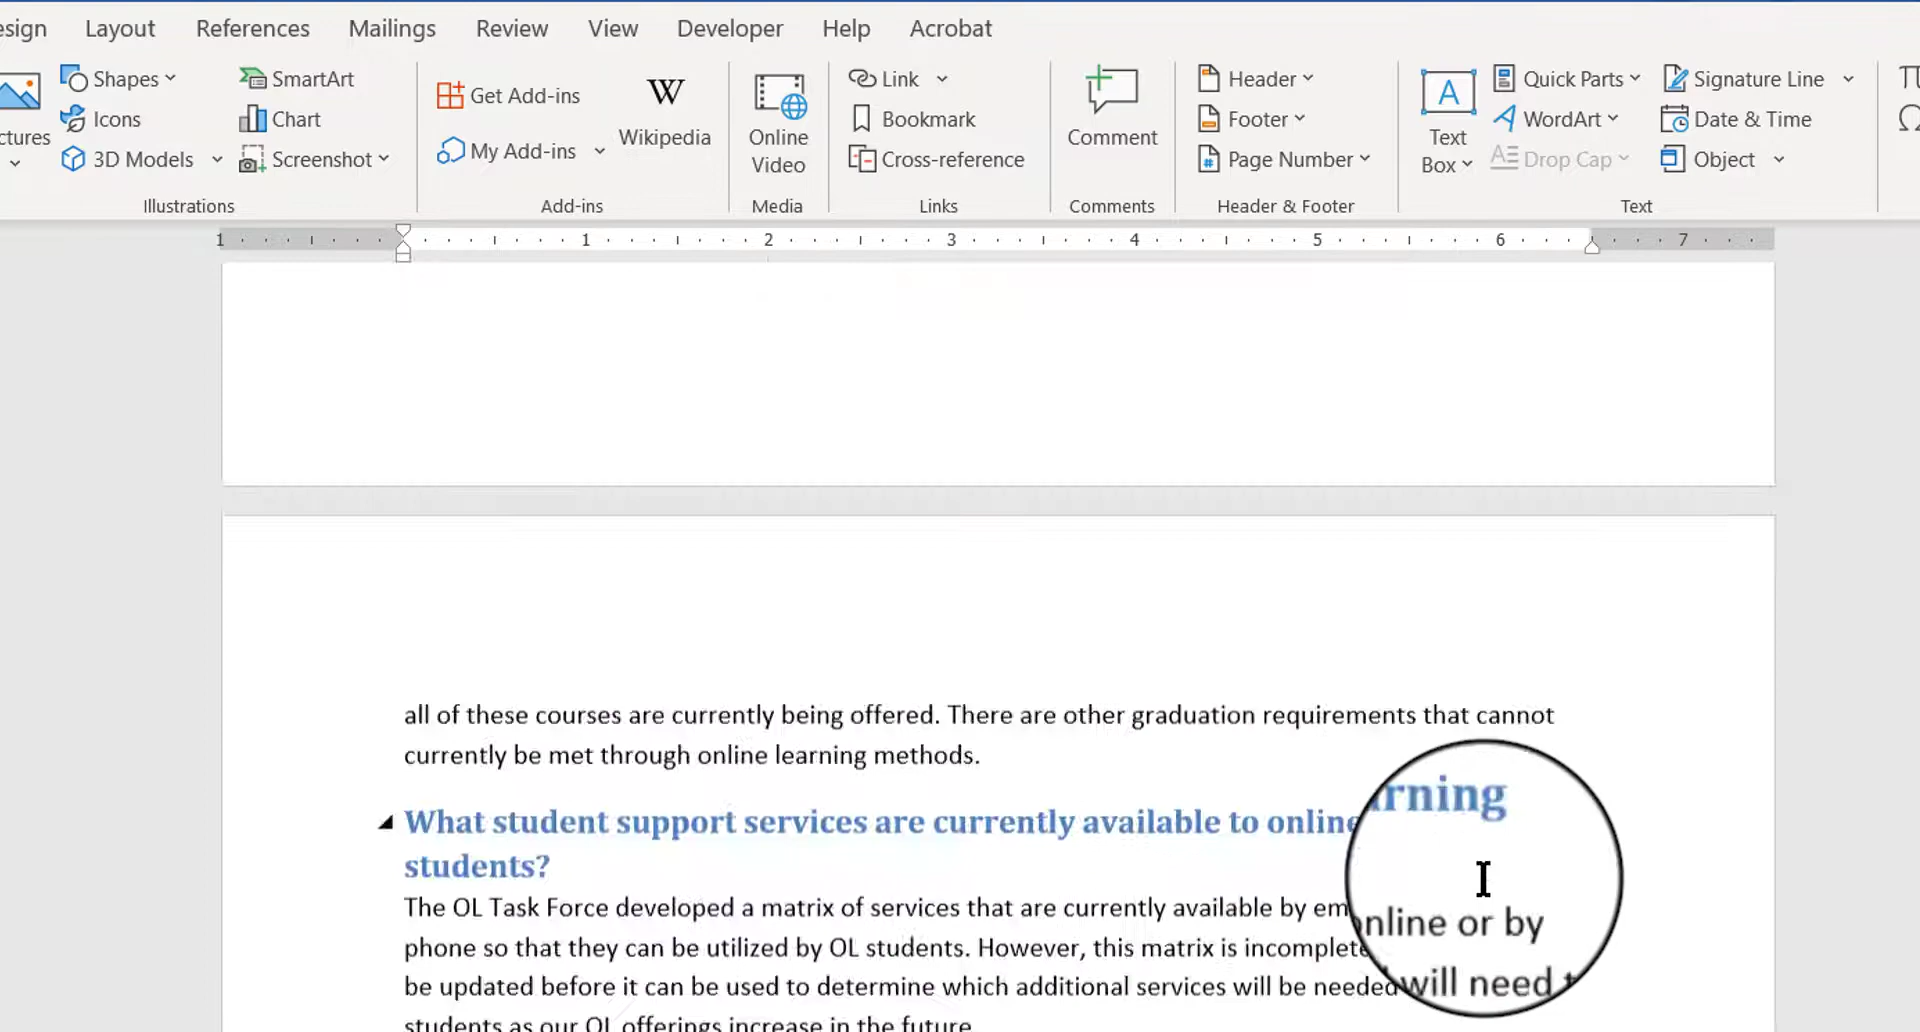 esign Layout References Mailings Review View Developer Help Acrobat
ctures
Shapes
Icons
3D Models
SmartArt
Chart
Screenshot
Illustrations
Get Add-ins
My Add-ins
W
Wikipedia
Add-ins
Online
Video
Media
Link
Bookmark
Cross-reference
Links
Comment
Comments
Header
Footer
Page Number
Header & Footer
A
Text
Box
Quick Parts
WordArt
Drop Cap
Signature Line
Date & Time
Object
Text
1 1 2 3 4 5 6 7
all of these courses are currently being offered. There are other graduation requirements that cannot
currently be met through online learning methods.
What student support services are currently available to online arning
students?
The OL Task Force developed a matrix of services that are currently available by em online or by
phone so that they can be utilized by OL students. However, this matrix is incomplete will need t
be updated before it can be used to determine which additional services will be needed
students as our OL offerings increase in the future